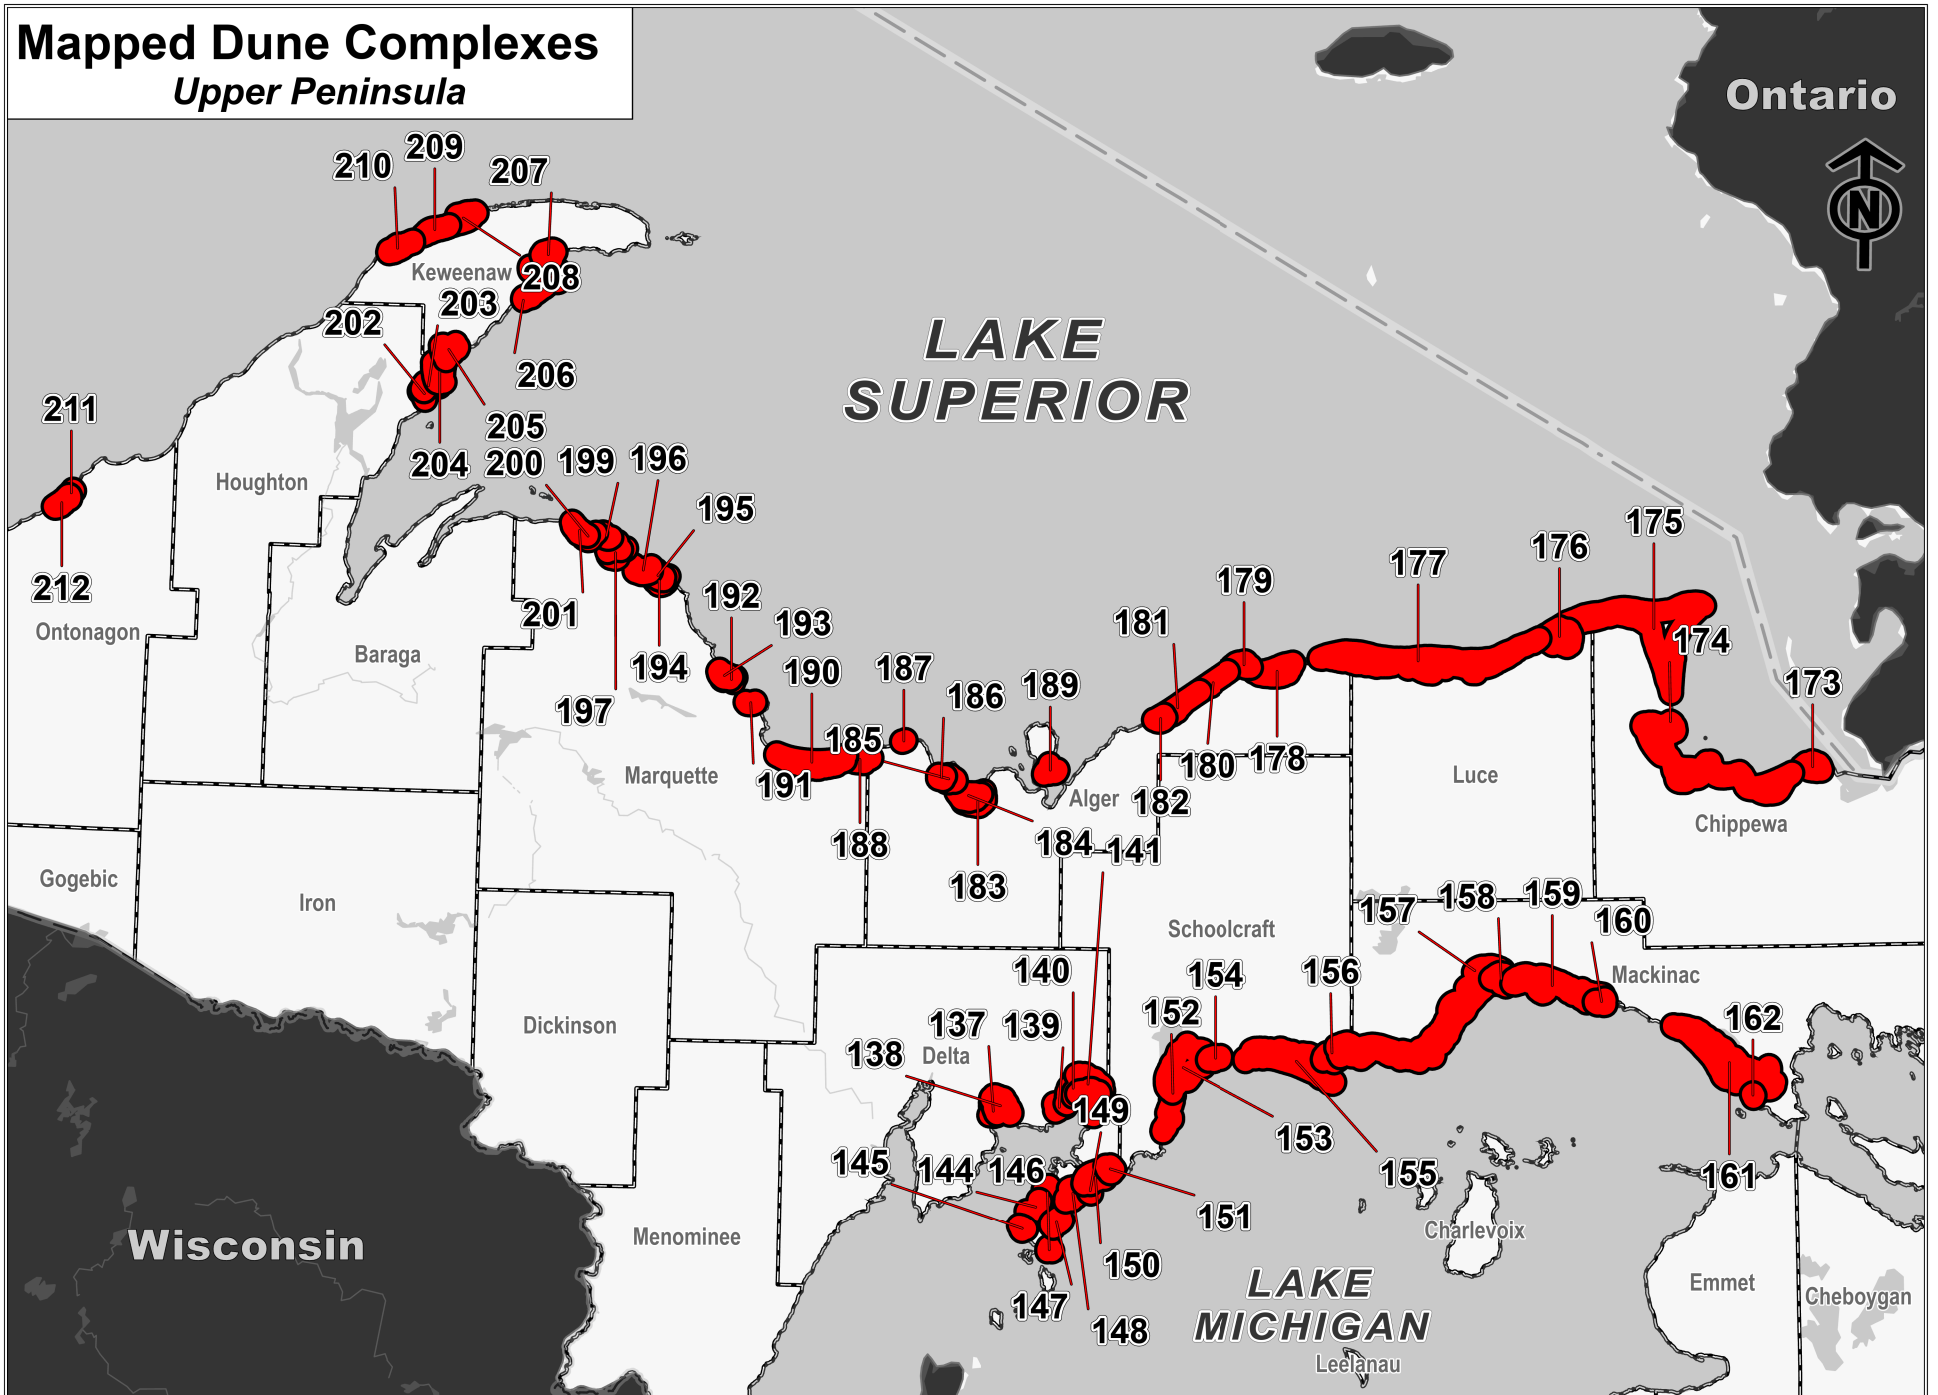 Mapped Dune Complexes
Upper Peninsula
Ontario
N
209
210
207
Keweenaw
208
203
202
LAKE
SUPERIOR
206
211
205
204
200
199
196
195
Houghton
212
201
Ontonagon
Baraga
197
194
192
193
190
187
186
189
185
191
188
Marquette
184
183
141
Alger
181
179
180
178
182
177
176
175
174
173
Luce
Chippewa
Gogebic
Iron
Dickinson
Schoolcraft
157
158
159
160
Mackinac
140
137
139
138
Delta
154
152
156
162
149
153
155
161
145
144
146
151
150
147
148
Wisconsin
Menominee
Charlevoix
LAKE
MICHIGAN
Leelanau
Emmet
Cheboygan